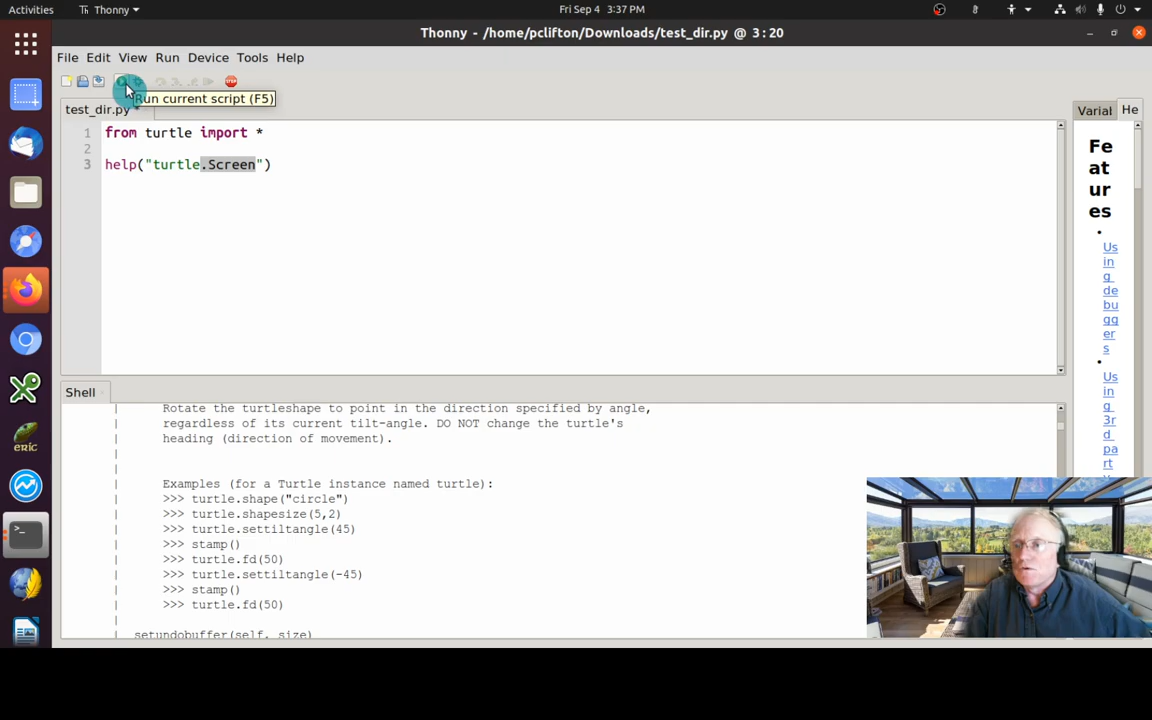 Activities
Thonny
Fri Sep 4 3:37 PM
Thonny - /home/pclifton/Downloads/test_dir.py @ 3:20
File Edit View Run Device Tools Help
STOP
Run current script (F5)
test_dir.py
1 from turtle import *
2
3 help("turtle.Screen")
Shell
| Rotate the turtleshape to point in the direction specified by angle,
| regardless of its current tilt-angle. DO NOT change the turtle's
| heading (direction of movement).
|
|
| Examples (for a Turtle instance named turtle):
| >>> turtle.shape("circle")
| >>> turtle.shapesize(5,2)
| >>> turtle.settiltangle(45)
| >>> stamp()
| >>> turtle.fd(50)
| >>> turtle.settiltangle(-45)
| >>> stamp()
| >>> turtle.fd(50)
|
| setundobuffer(self, size)
Varial He
Fe
at
ur
es
•
Us
in
g
de
bu
gg
er
s
•
Us
in
g
3r
d
pa
rt
eric
>_